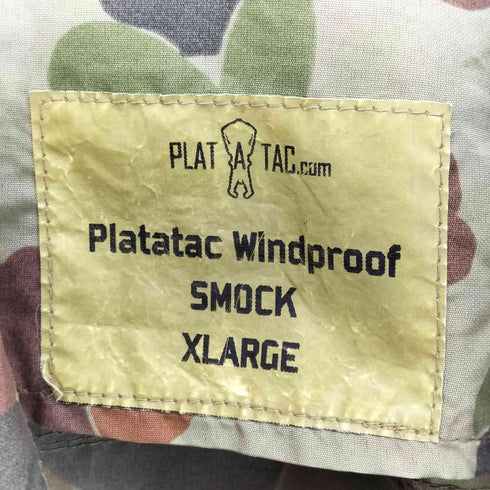 PLATATAC.com
Platatac Windproof
SMOCK
XLARGE